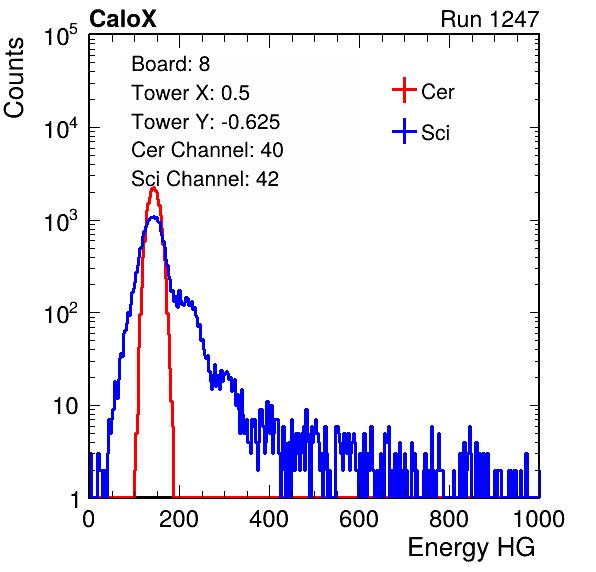 CaloX Run 1247
Counts
10^5
10^4
10^3
10^2
10
1
Board: 8
Tower X: 0.5
Tower Y: -0.625
Cer Channel: 40
Sci Channel: 42
Cer
Sci
0 200 400 600 800 1000
Energy HG